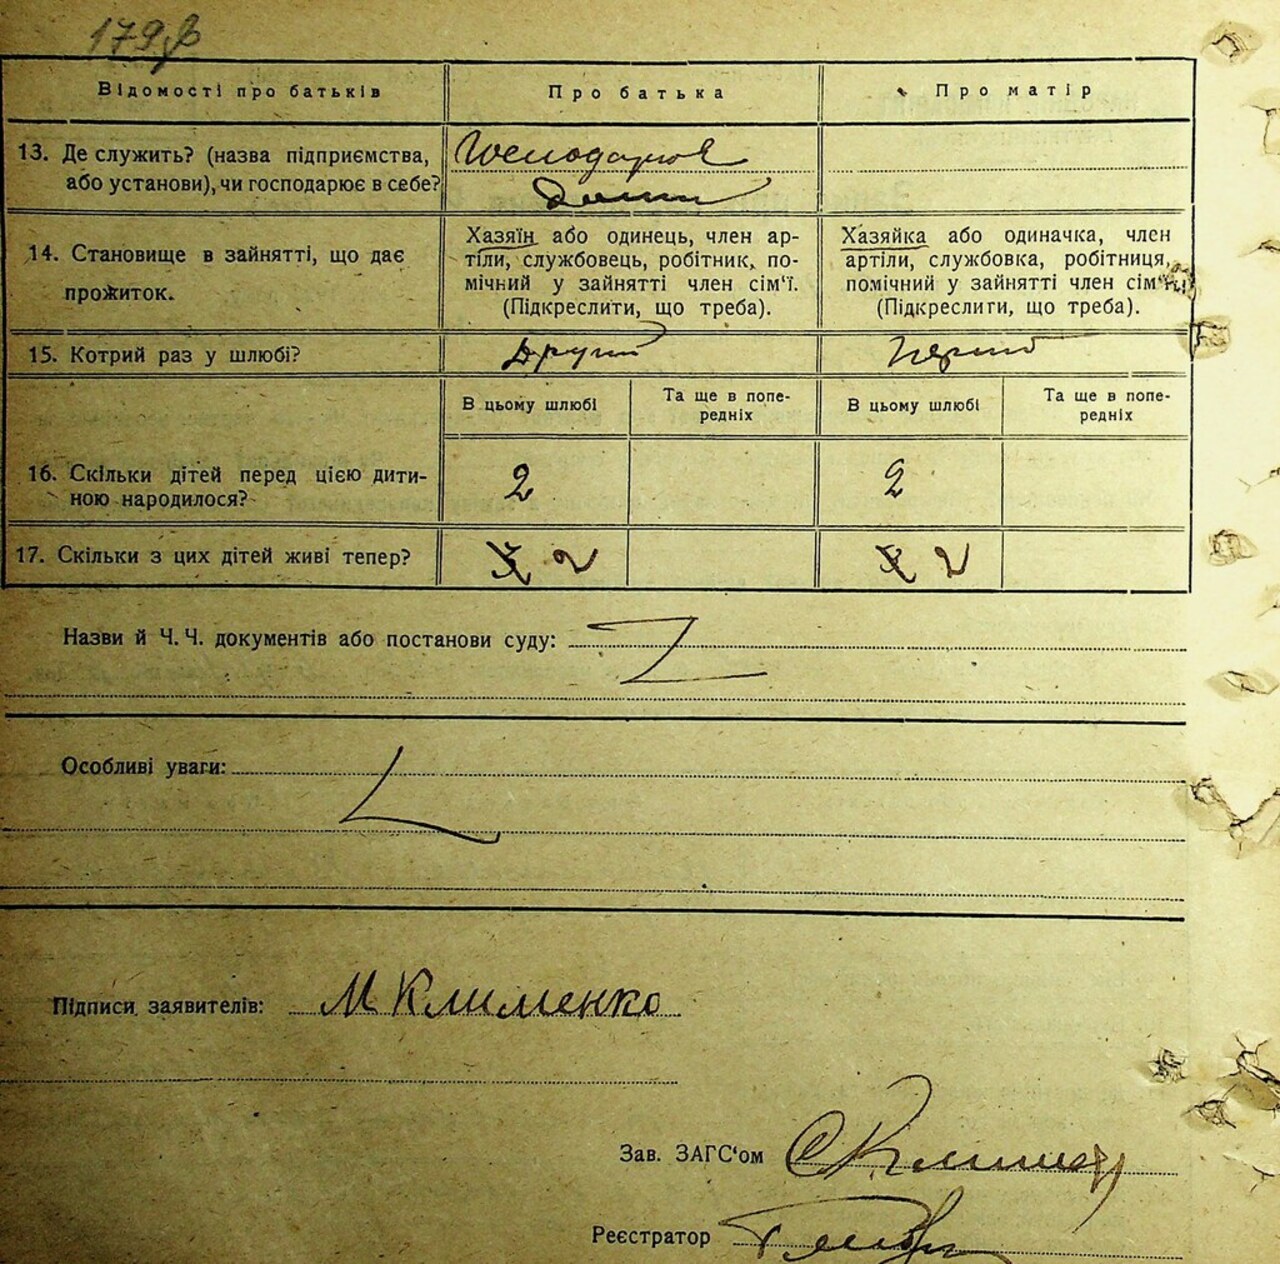 Відомості про батьків
Про батька
Про матір
13. Де служить? (назва підприємства,
або установи), чи господарює в себе?
Господарює
дома
14. Становище в зайнятті, що дає
прожиток.
Хазяїн або одинець, член ар-
тіли, службовець, робітник, по-
мічний у зайнятті член сім'ї.
(Підкреслити, що треба).
Хазяйка або одиначка, член
артіли, службовка, робітниця,
помічний у зайнятті член сім'ї.
(Підкреслити, що треба).
15. Котрий раз у шлюбі?
другий
перший
В цьому шлюбі
Та ще в попе-
редніх
В цьому шлюбі
Та ще в попе-
редніх
16. Скільки дітей перед цією дити-
ною народилося?
2
2
17. Скільки з цих дітей живі тепер?
2
2
Назви й Ч. Ч. документів або постанови суду:
Особливі уваги:
Підписи заявителів: М Клименко
Зав. ЗАГС'ом
Реєстратор